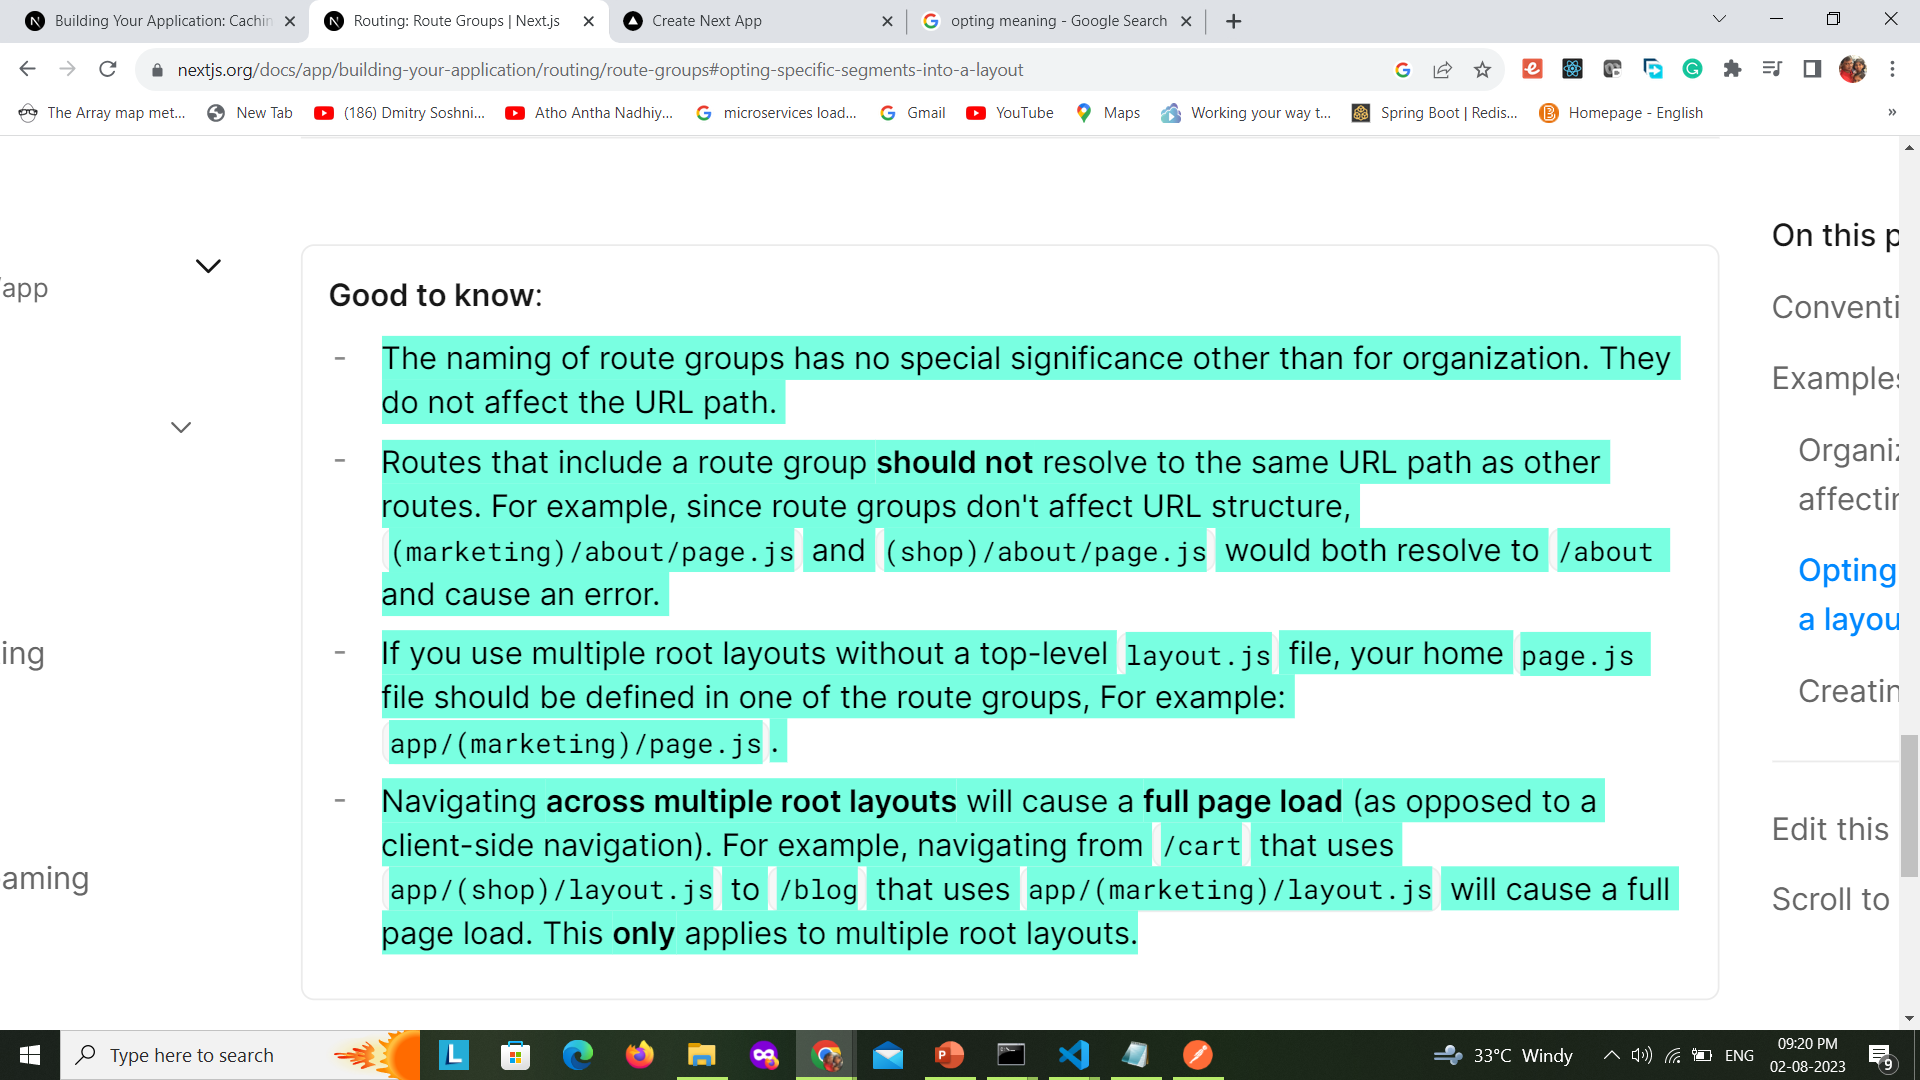 Building Your Application: Cachin
Routing: Route Groups | Next.js
Create Next App
opting meaning - Google Search
nextjs.org/docs/app/building-your-application/routing/route-groups#opting-specific-segments-into-a-layout
The Array map met...
New Tab
(186) Dmitry Soshni...
Atho Antha Nadhiy...
microservices load...
Gmail
YouTube
Maps
Working your way t...
Spring Boot | Redis...
Homepage - English
»
/app
ing
aming
Good to know:
- The naming of route groups has no special significance other than for organization. They
do not affect the URL path.
- Routes that include a route group should not resolve to the same URL path as other
routes. For example, since route groups don't affect URL structure,
(marketing)/about/page.js and (shop)/about/page.js would both resolve to /about
and cause an error.
- If you use multiple root layouts without a top-level layout.js file, your home page.js
file should be defined in one of the route groups, For example:
app/(marketing)/page.js.
- Navigating across multiple root layouts will cause a full page load (as opposed to a
client-side navigation). For example, navigating from /cart that uses
app/(shop)/layout.js to /blog that uses app/(marketing)/layout.js will cause a full
page load. This only applies to multiple root layouts.
On this p
Conventi
Examples
Organiz
affectin
Opting
a layou
Creatin
Edit this
Scroll to
Type here to search
33°C Windy
ENG
09:20 PM
02-08-2023
9